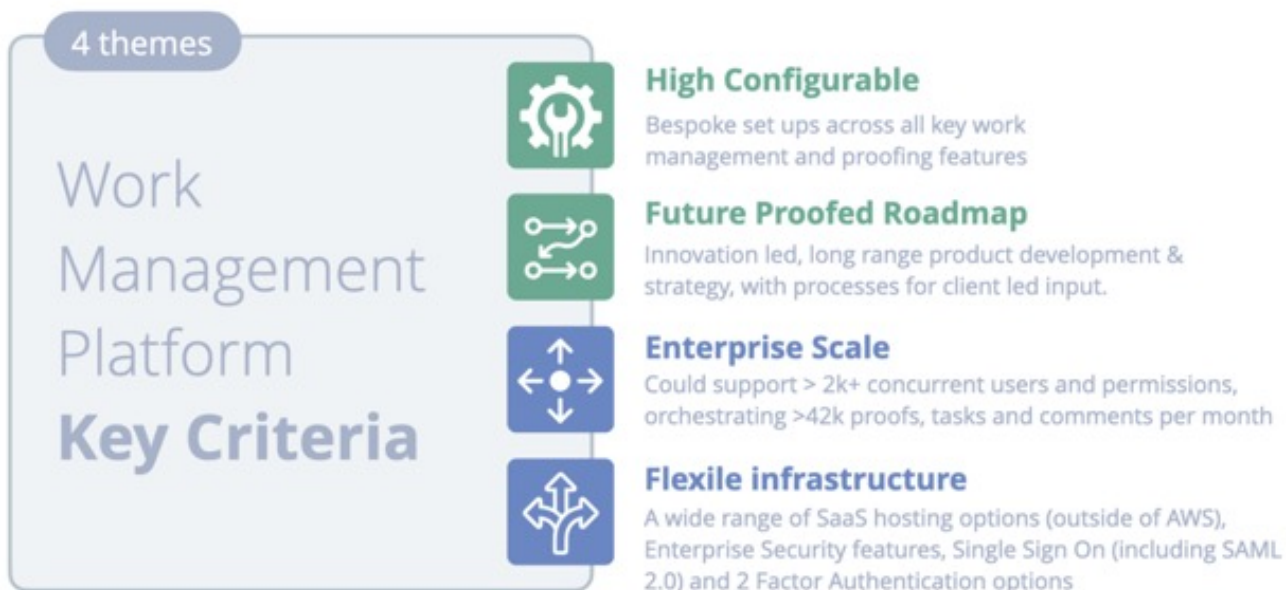 4 themes
Work
Management
Platform
Key Criteria
High Configurable
Bespoke set ups across all key work
management and proofing features
Future Proofed Roadmap
Innovation led, long range product development &
strategy, with processes for client led input.
Enterprise Scale
Could support > 2k+ concurrent users and permissions,
orchestrating >42k proofs, tasks and comments per month
Flexile infrastructure
A wide range of SaaS hosting options (outside of AWS),
Enterprise Security features, Single Sign On (including SAML
2.0) and 2 Factor Authentication options